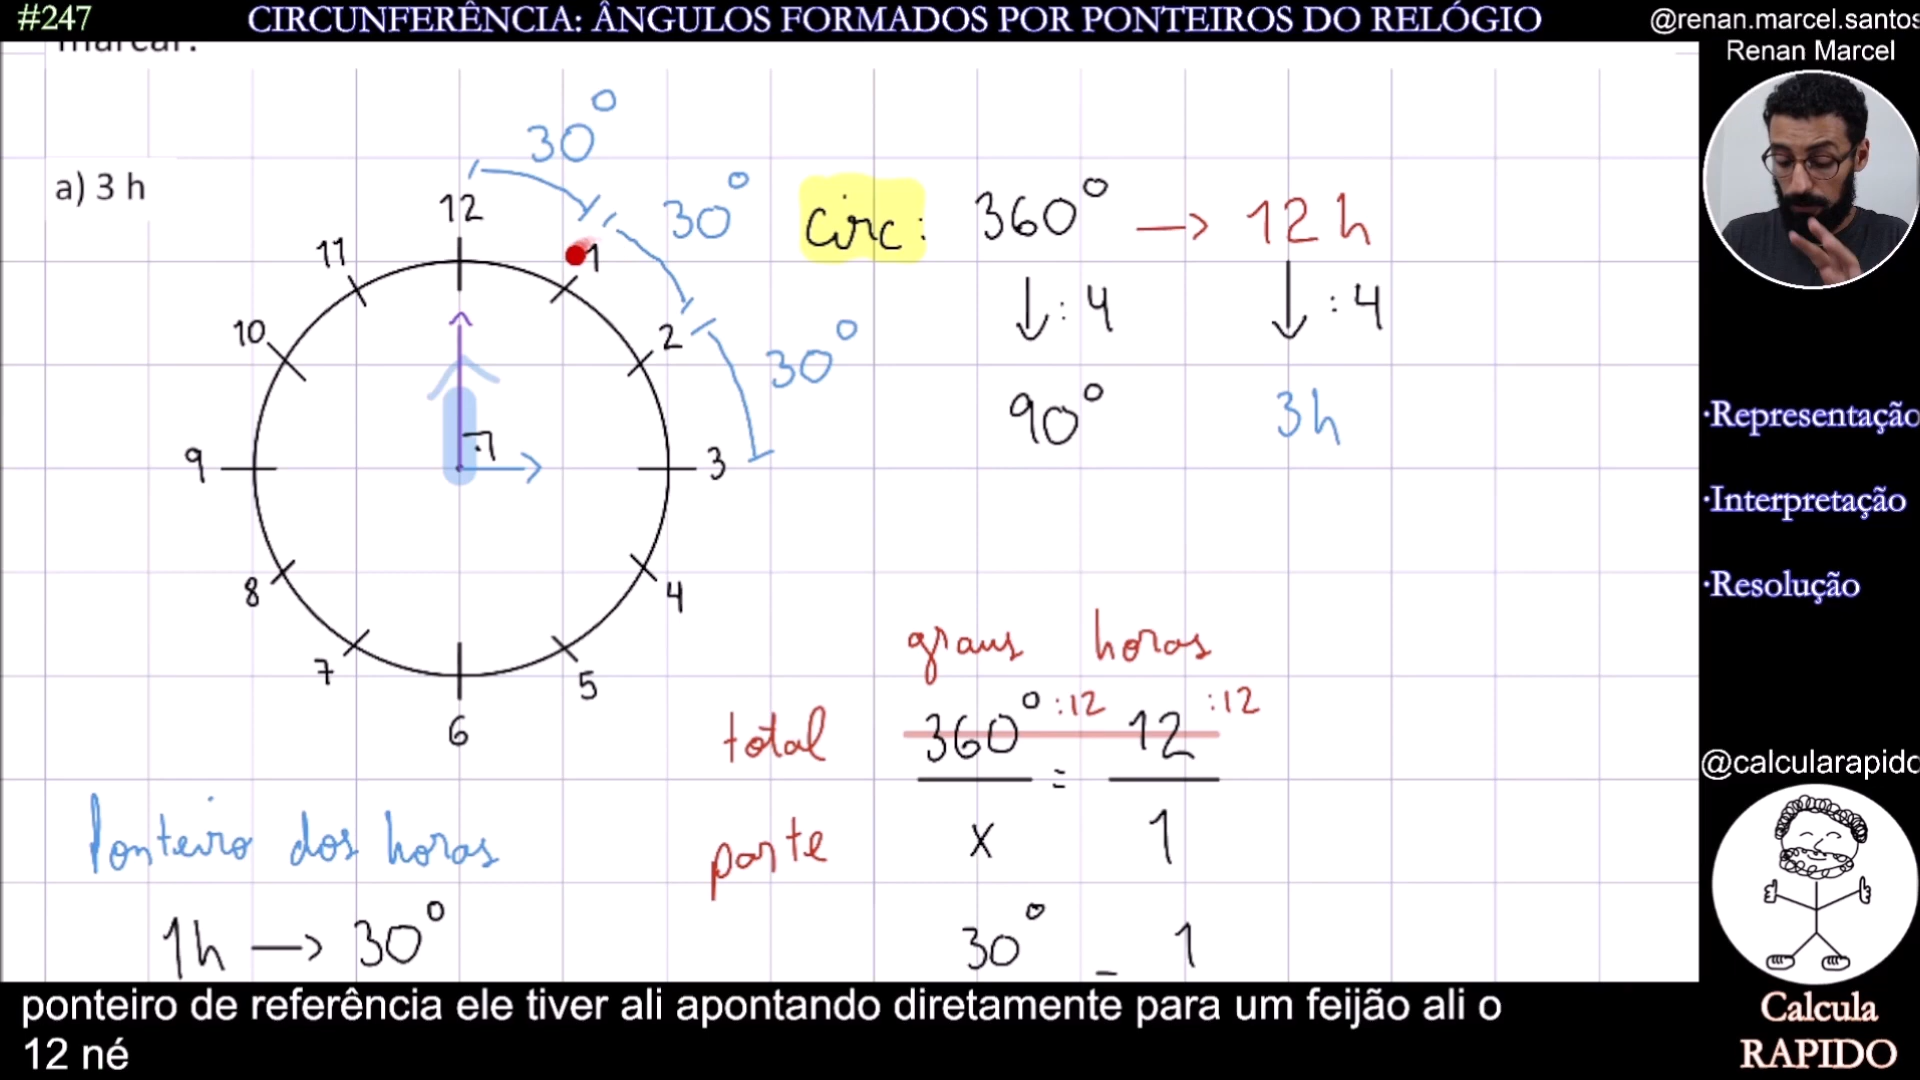 #247
CIRCUNFERÊNCIA: ÂNGULOS FORMADOS POR PONTEIROS DO RELÓGIO
@renan.marcel.santos
Renan Marcel
marcar:
a) 3 h
12
1
2
3
4
5
6
7
8
9
10
11
30°
30°
30°
Circ: 360° → 12 h
↓ : 4 ↓ : 4
90° 3h
·Representação
·Interpretação
·Resolução
graus horas
total 360° :12 = 12 :12
parte x 1
30° 1
Ponteiro das horas
1h → 30°
@calcularapido
Calcula
RAPIDO
ponteiro de referência ele tiver ali apontando diretamente para um feijão ali o
12 né